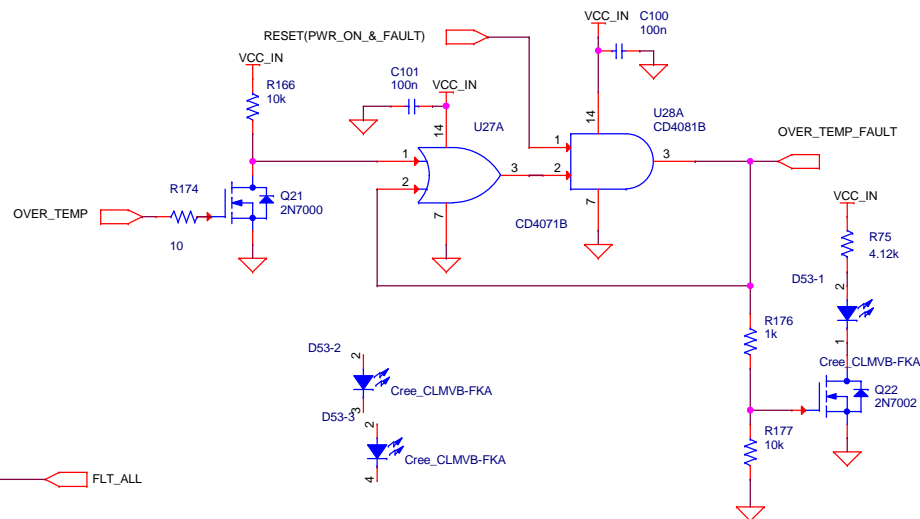 C100
100n
VCC_IN
RESET(PWR_ON_&_FAULT)
VCC_IN
R166
10k
C101
100n
VCC_IN
U27A
14
1
2
3
7
CD4071B
U28A
CD4081B
14
1
2
3
7
OVER_TEMP_FAULT
OVER_TEMP
R174
10
Q21
2N7000
VCC_IN
R75
4.12k
D53-1
2
1
Cree_CLMVB-FKA
R176
1k
Q22
2N7002
R177
10k
D53-2
2
Cree_CLMVB-FKA
3
D53-3
2
Cree_CLMVB-FKA
4
FLT_ALL